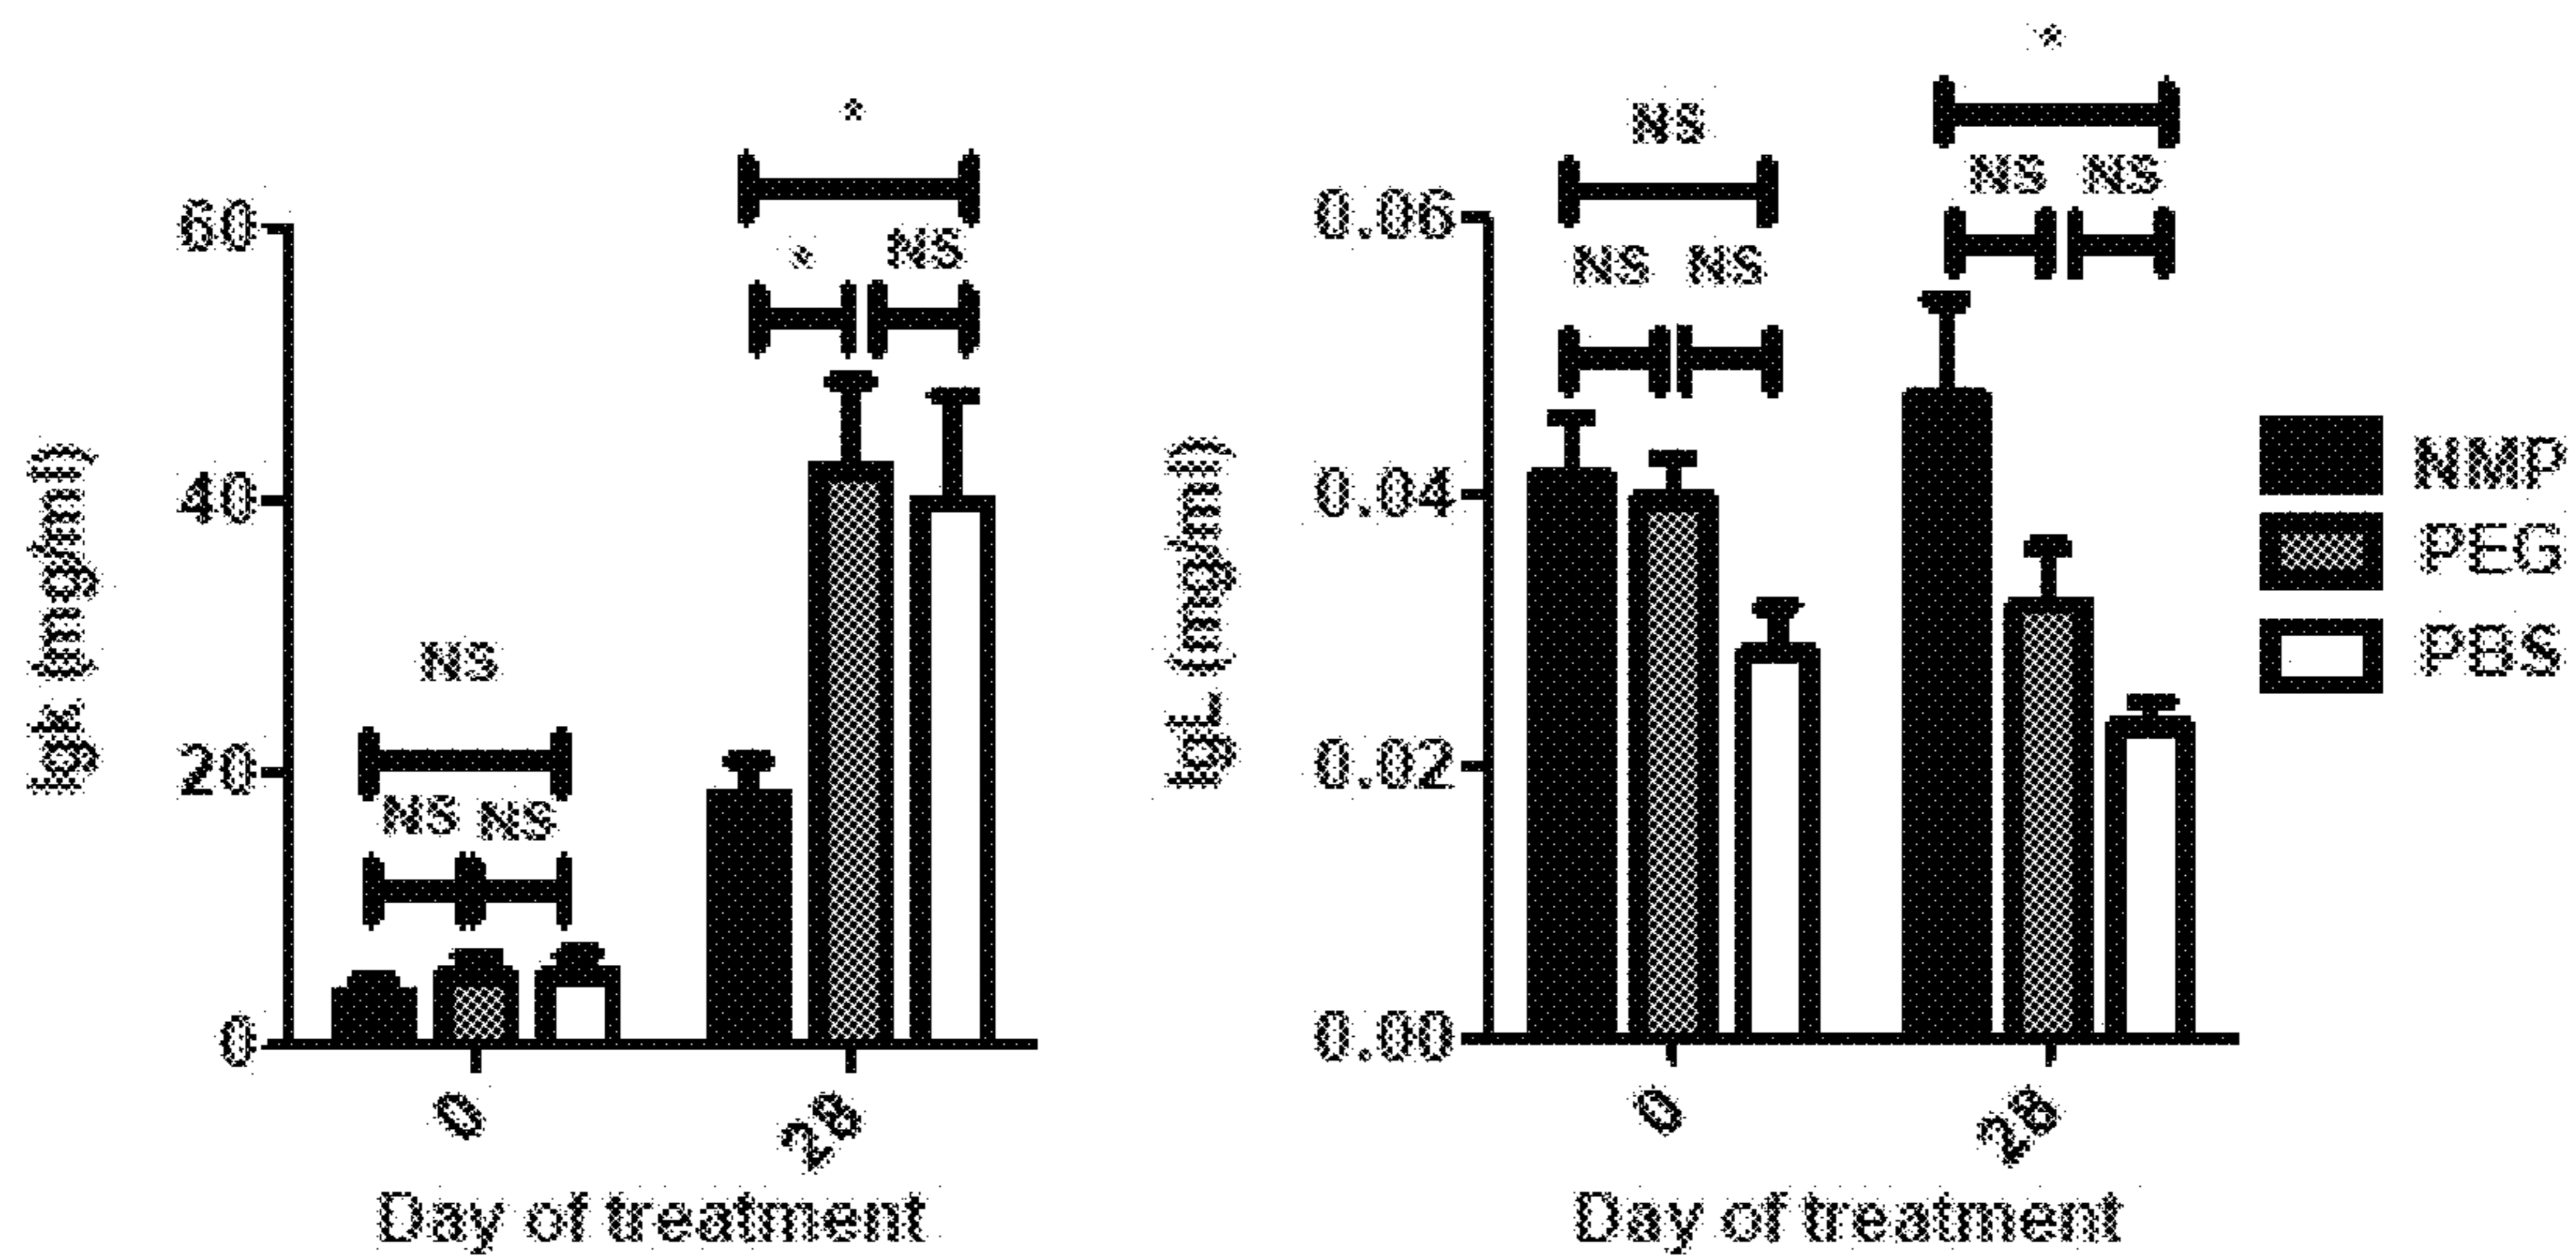 *
NS
*
NS
60
*
NS
0.06
NS
NS
NS
NS
40
0.04
NMP
PEG
PBS
Igk (mg/ml)
IgL (mg/ml)
NS
20
NS
NS
0.02
0
0.00
0
28
0
28
Day of treatment
Day of treatment